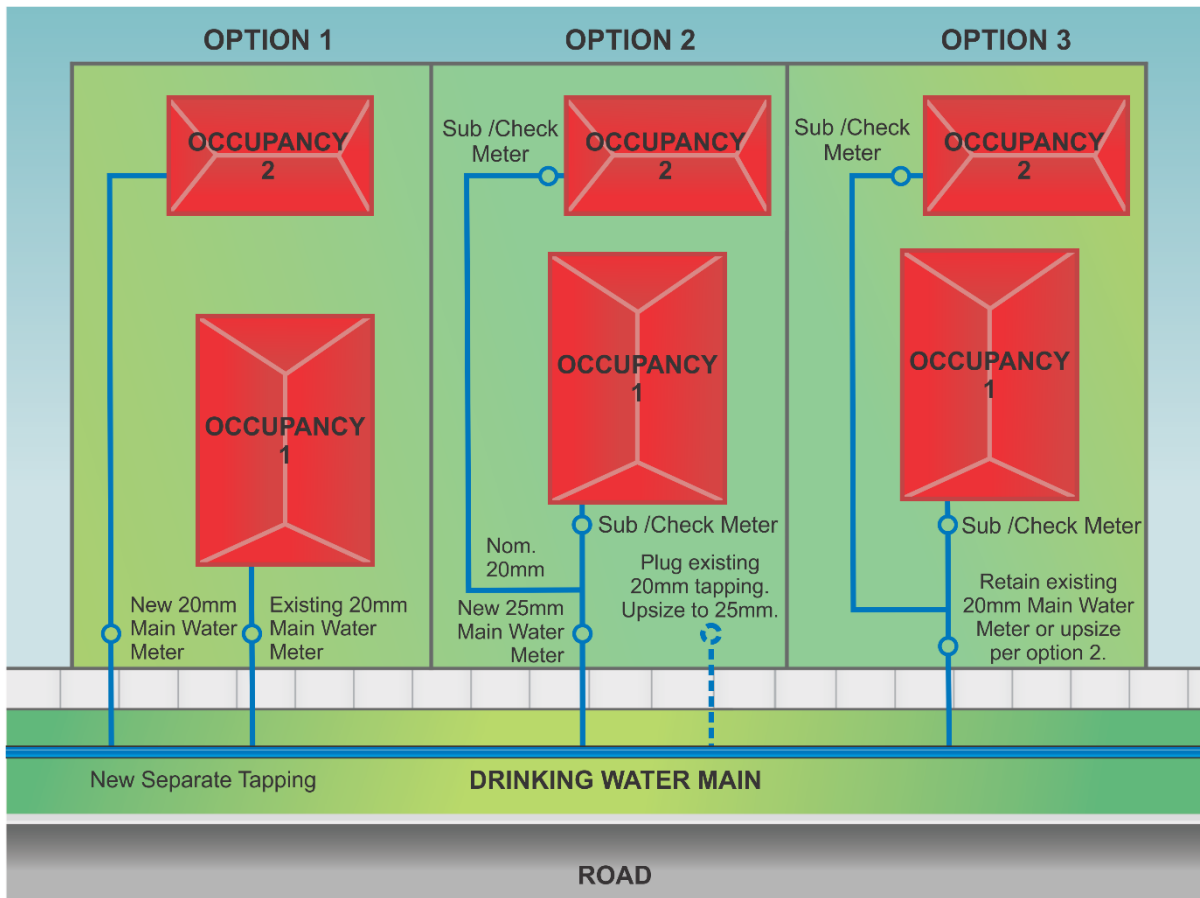 OPTION 1
OPTION 2
OPTION 3
OCCUPANCY
2
OCCUPANCY
1
New 20mm
Main Water
Meter
Existing 20mm
Main Water
Meter
Sub /Check
Meter
OCCUPANCY
2
OCCUPANCY
1
Sub /Check Meter
Nom.
20mm
Plug existing
20mm tapping.
Upsize to 25mm.
New 25mm
Main Water
Meter
Sub /Check
Meter
OCCUPANCY
2
OCCUPANCY
1
Sub /Check Meter
Retain existing
20mm Main Water
Meter or upsize
per option 2.
New Separate Tapping
DRINKING WATER MAIN
ROAD